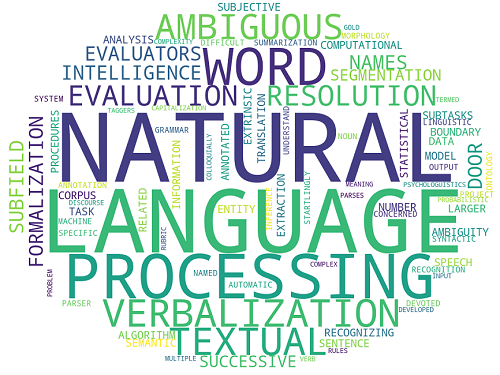 SUBJECTIVE
AMBIGUOUS
GOLD
MORPHOLOGY
ANALYSIS
COMPLEXITY
DIFFICULT
SUMMARIZATION
COMPUTATIONAL
EVALUATORS
WORD
NAMES
INTELLIGENCE
SEGMENTATION
SYSTEM
EVALUATION
RESOLUTION
TERMED
TAGGERS
CAPITALIZATION
EXTRINSIC
SUBTASKS
LINGUISTIC
PROCEDURES
GRAMMAR
COLLOQUIALLY
ANNOTATED
TRANSLATION
UNDERSTAND
NOUN
STATISTICAL
BOUNDARY
DATA
NATURAL
SUBFIELD
FORMALIZATION
INFORMATION
MODEL
OUTPUT
DOOR
ONTOLOGY
ANNOTATION
CORPUS
DISCOURSE
MACHINE
TASK
SPECIFIC
RELATED
RUBRIC
ENTITY
INFERENCE
EXTRACTION
STARTLINGLY
MEANING
PARSES
PSYCHOLOGUISTICS
PROJECT
PROBABILISTIC
NUMBER
CONCERNED
LARGER
LANGUAGE
AMBIGUITY
SYNTACTIC
PROCESSING
PROBLEM
NAMED
AUTOMATIC
COMPLEX
SPEECH
RECOGNITION
INPUT
PARSER
DEVOTED
DEVELOPED
VERBALIZATION
ALGORITHM
SEMANTIC
TEXTUAL
RECOGNIZING
SENTENCE
MULTIPLE
SUCCESSIVE
VERB
RULES